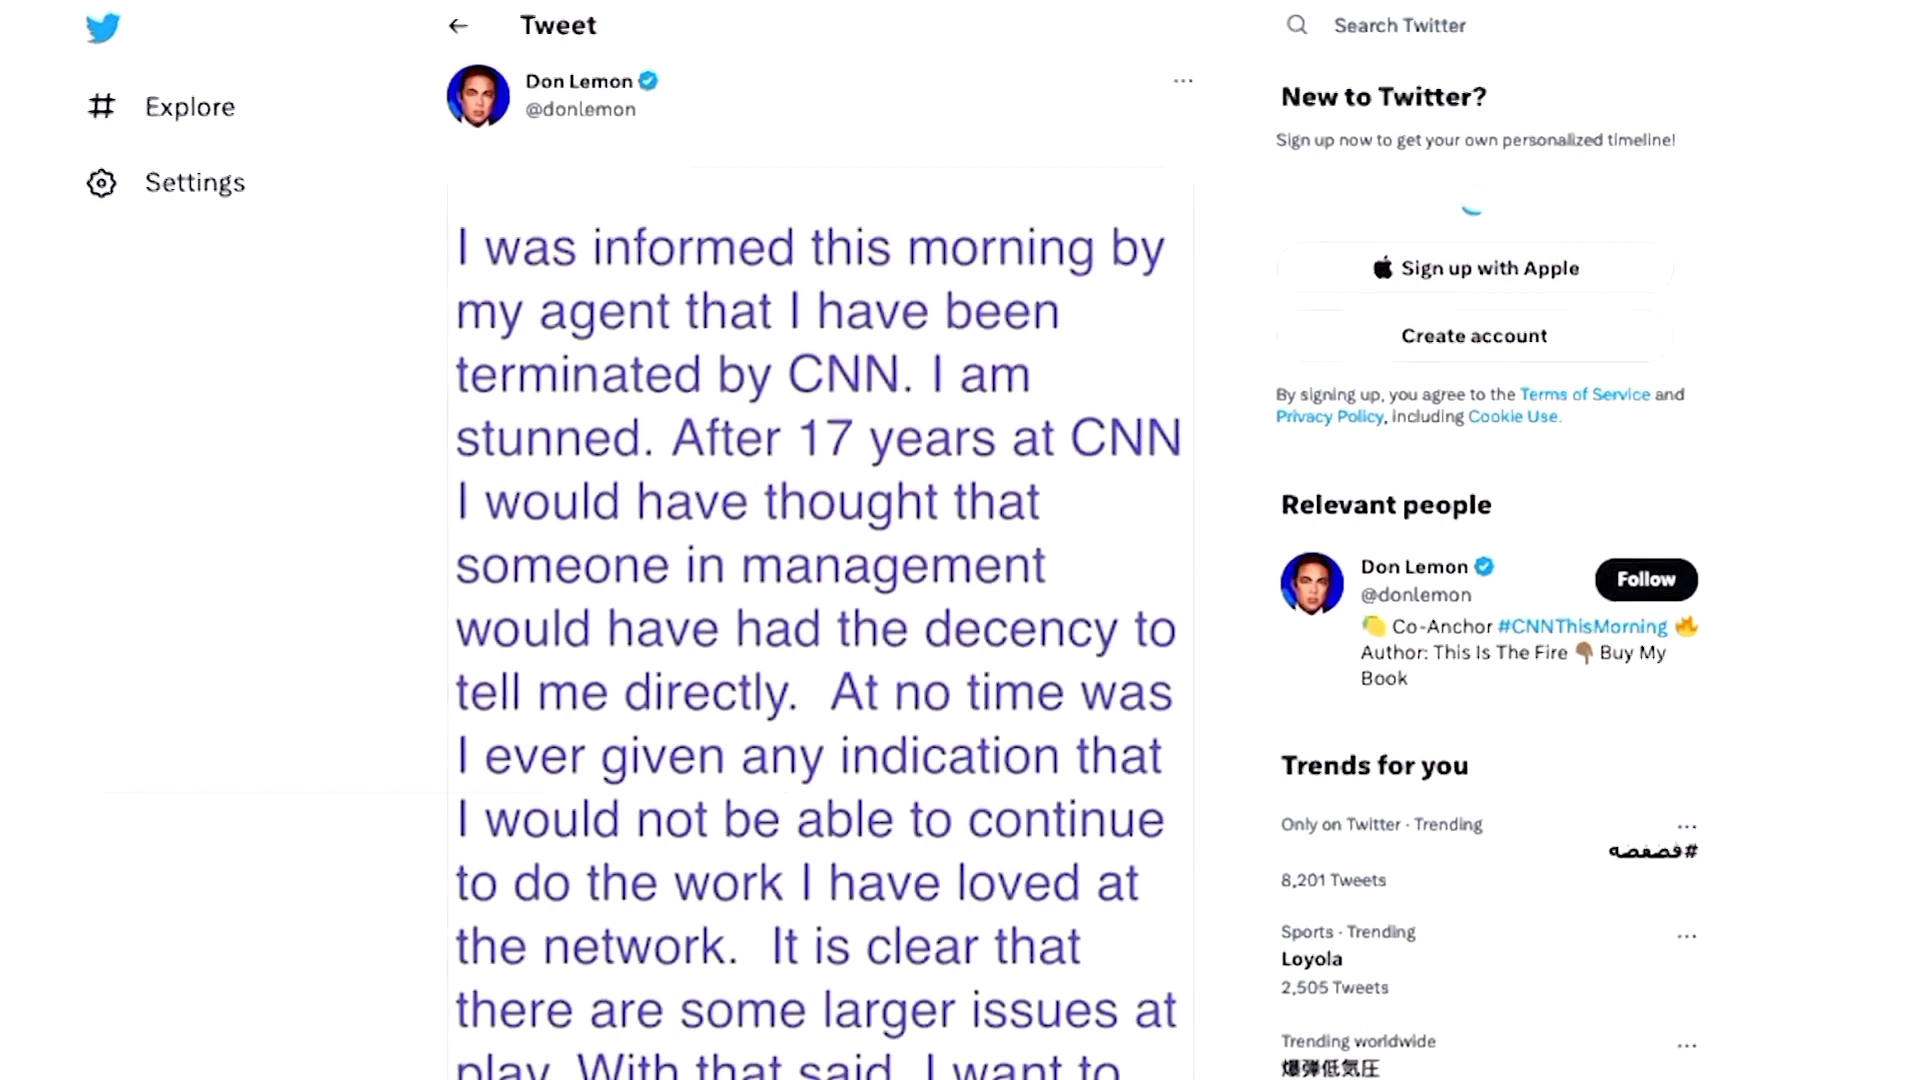 Explore
Settings
Tweet
Don Lemon
@donlemon
...
I was informed this morning by
my agent that I have been
terminated by CNN. I am
stunned. After 17 years at CNN
I would have thought that
someone in management
would have had the decency to
tell me directly. At no time was
I ever given any indication that
I would not be able to continue
to do the work I have loved at
the network. It is clear that
there are some larger issues at
play. With that said, I want to
Search Twitter
New to Twitter?
Sign up now to get your own personalized timeline!
Sign up with Apple
Create account
By signing up, you agree to the Terms of Service and
Privacy Policy, including Cookie Use.
Relevant people
Don Lemon
@donlemon
Follow
🍋 Co-Anchor #CNNThisMorning 🔥
Author: This Is The Fire 👇🏽 Buy My
Book
Trends for you
Only on Twitter · Trending
...
#فضفضه
8,201 Tweets
Sports · Trending
...
Loyola
2,505 Tweets
Trending worldwide
...
爆弾低気圧